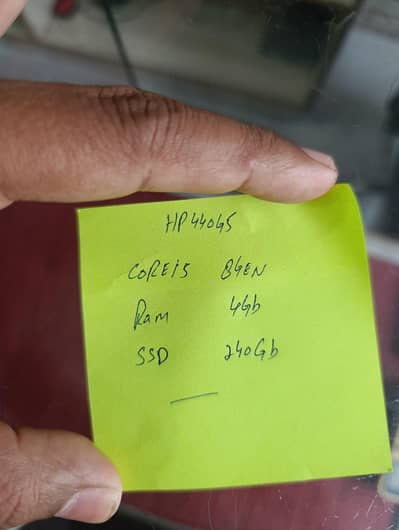 HP 440G5
COREi5 8GEN
Ram 4Gb
SSD 240Gb